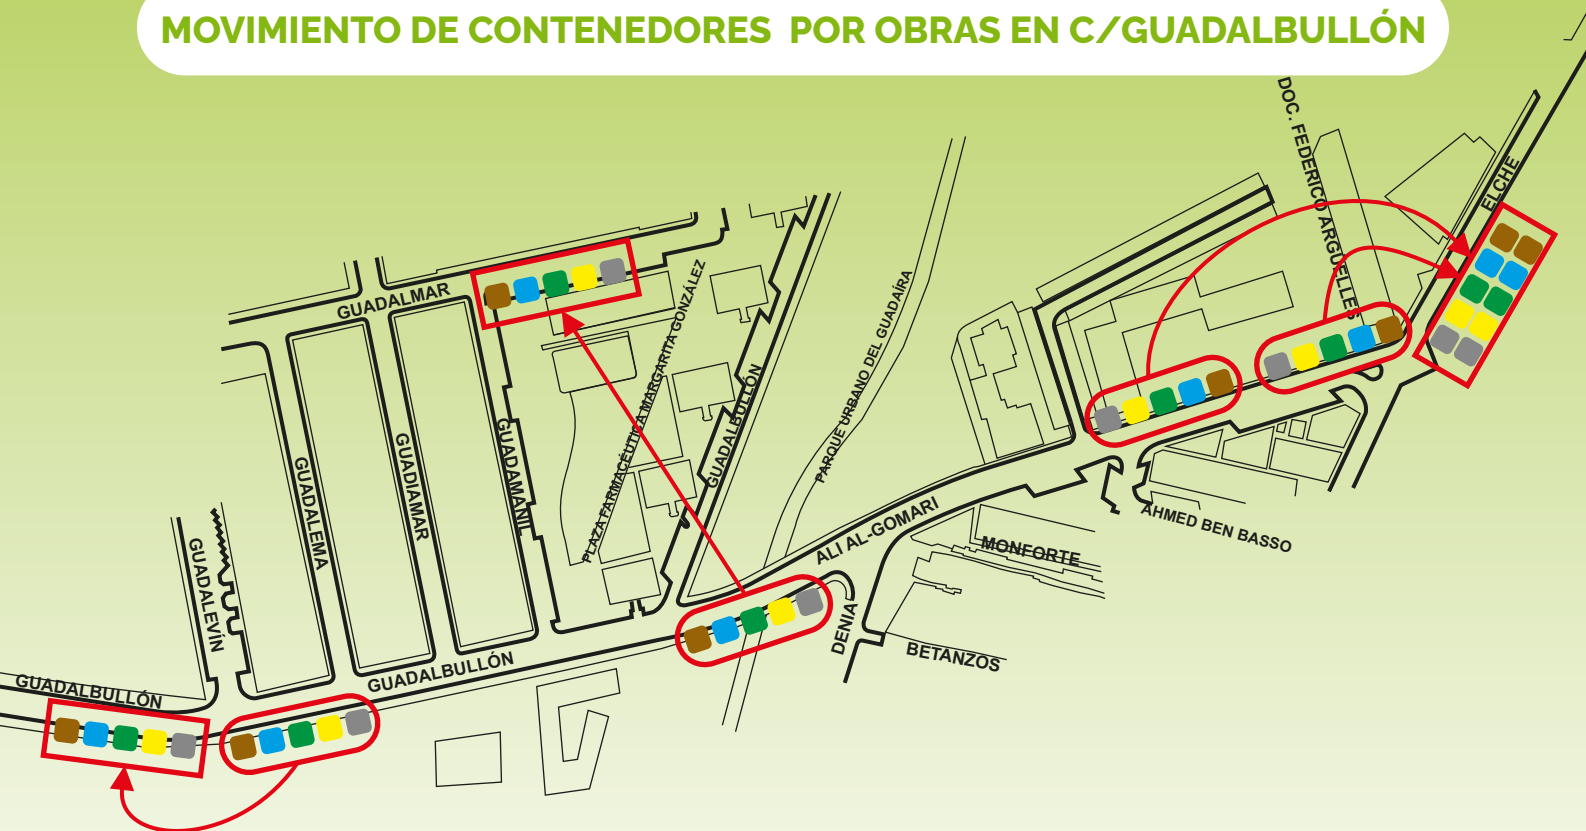 MOVIMIENTO DE CONTENEDORES POR OBRAS EN C/GUADALBULLÓN
DOC. FEDERICO ARGUELLES
ELCHE
GUADALMAR
PLAZA FARMACÉUTICA MARGARITA GONZÁLEZ
PARQUE URBANO DEL GUADAÍRA
GUADALBULLÓN
GUADALEMA
GUADIAMAR
GUADAMANIL
GUADALEVÍN
ALI AL-GOMARI
AHMED BEN BASSO
MONFORTE
DENIA
BETANZOS
GUADALBULLÓN
GUADALBULLÓN